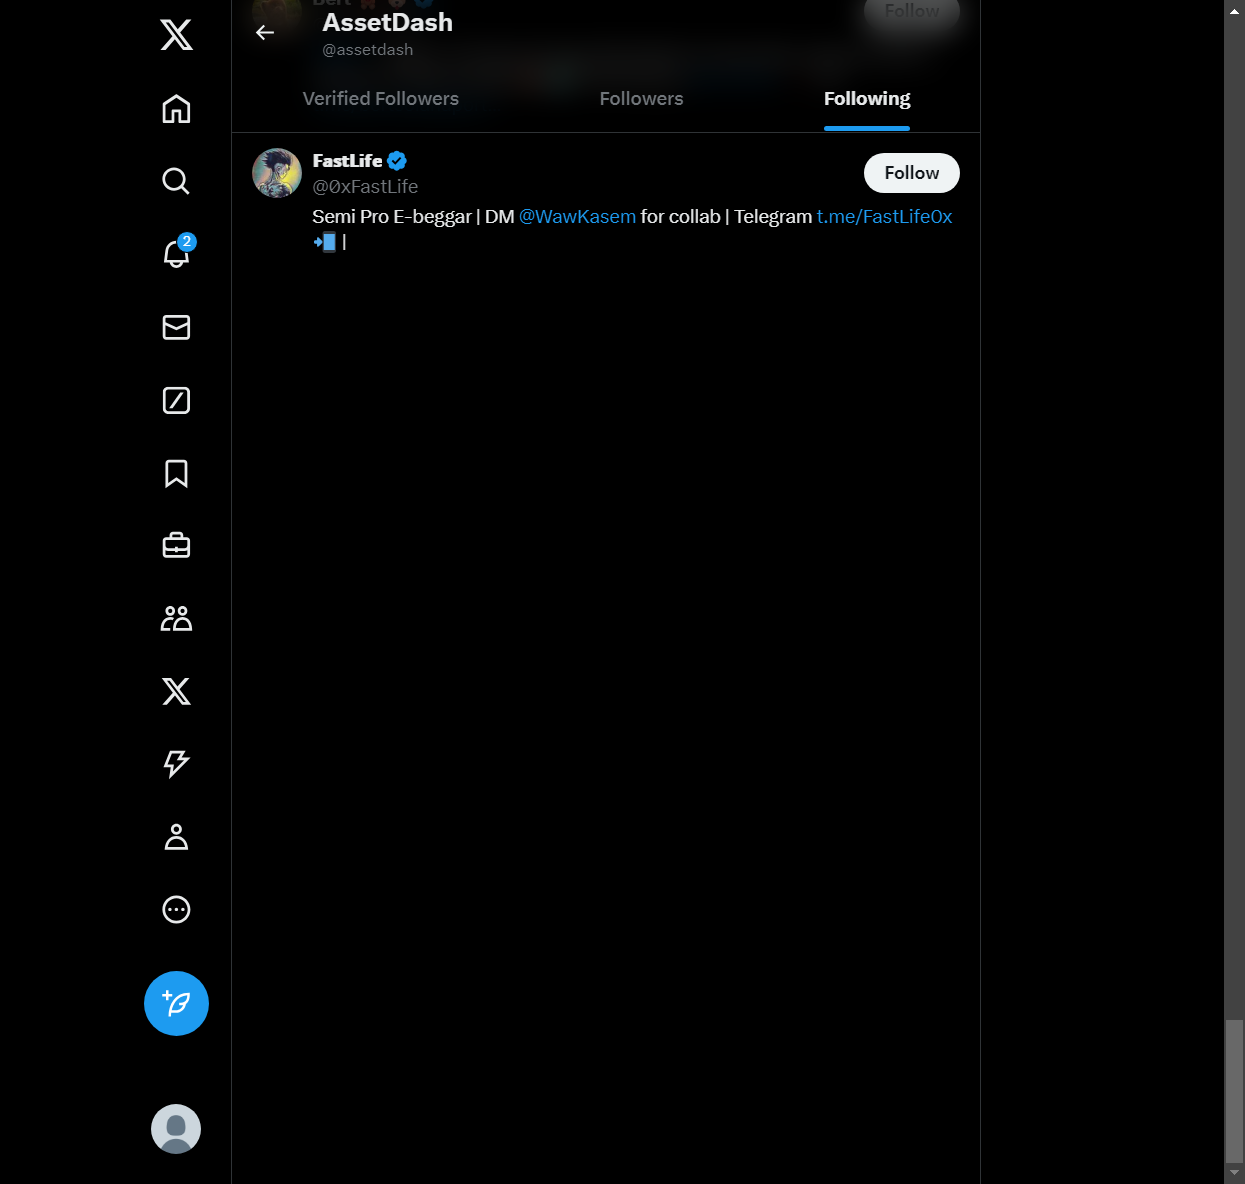 Follow
AssetDash
@assetdash
Verified Followers
Followers
Following
2
FastLife
@0xFastLife
Follow
Semi Pro E-beggar | DM @WawKasem for collab | Telegram t.me/FastLife0x
|